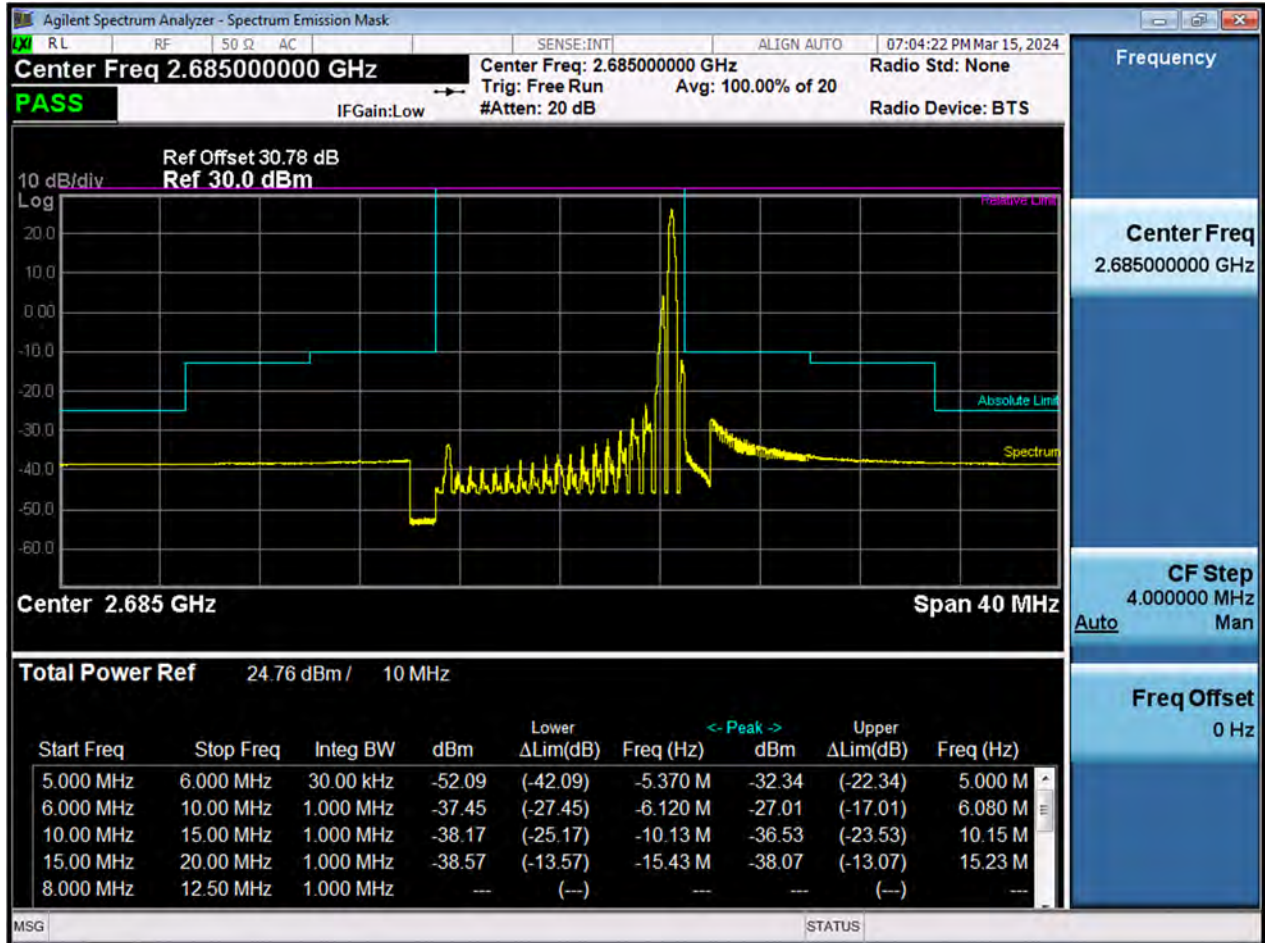 Agilent Spectrum Analyzer - Spectrum Emission Mask
LXI RL RF 50 Ω AC SENSE:INT ALIGN AUTO 07:04:22 PM Mar 15, 2024
Center Freq 2.685000000 GHz
PASS
IFGain:Low
Center Freq: 2.685000000 GHz
Trig: Free Run
#Atten: 20 dB
Avg: 100.00% of 20
Radio Std: None
Radio Device: BTS
Ref Offset 30.78 dB
10 dB/div Ref 30.0 dBm
Log
20.0
10.0
0.00
-10.0
-20.0
-30.0
-40.0
-50.0
-60.0
Relative Limit
Absolute Limit
Spectrum
Center 2.685 GHz Span 40 MHz
Total Power Ref 24.76 dBm / 10 MHz
Lower <- Peak -> Upper
Start Freq Stop Freq Integ BW dBm ΔLim(dB) Freq (Hz) dBm ΔLim(dB) Freq (Hz)
5.000 MHz 6.000 MHz 30.00 kHz -52.09 (-42.09) -5.370 M -32.34 (-22.34) 5.000 M
6.000 MHz 10.00 MHz 1.000 MHz -37.45 (-27.45) -6.120 M -27.01 (-17.01) 6.080 M
10.00 MHz 15.00 MHz 1.000 MHz -38.17 (-25.17) -10.13 M -36.53 (-23.53) 10.15 M
15.00 MHz 20.00 MHz 1.000 MHz -38.57 (-13.57) -15.43 M -38.07 (-13.07) 15.23 M
8.000 MHz 12.50 MHz 1.000 MHz --- (---) --- --- (---) ---
MSG STATUS
Frequency
Center Freq
2.685000000 GHz
CF Step
4.000000 MHz
Auto Man
Freq Offset
0 Hz